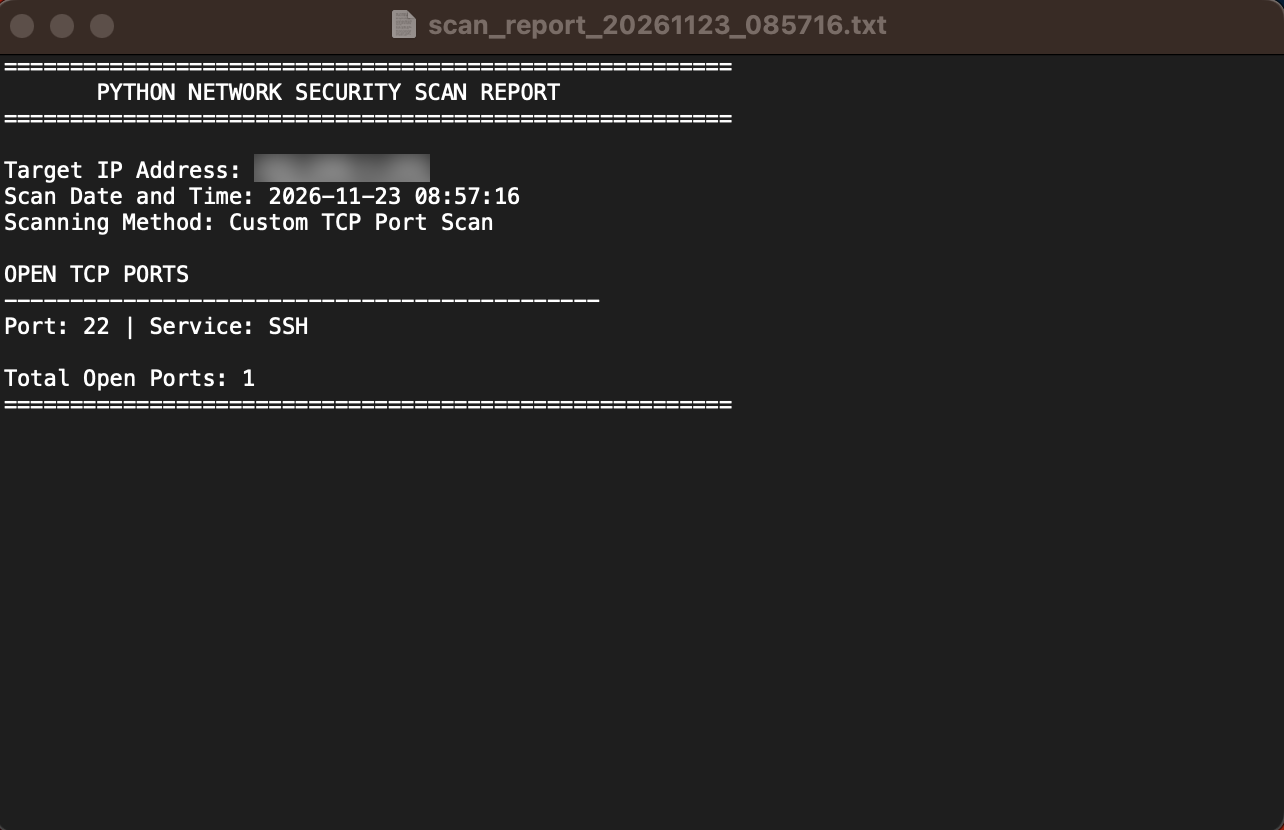 scan_report_20261123_085716.txt
=======================================================
       PYTHON NETWORK SECURITY SCAN REPORT
=======================================================

Target IP Address:
Scan Date and Time: 2026-11-23 08:57:16
Scanning Method: Custom TCP Port Scan

OPEN TCP PORTS
---------------------------------------------
Port: 22 | Service: SSH

Total Open Ports: 1
=======================================================